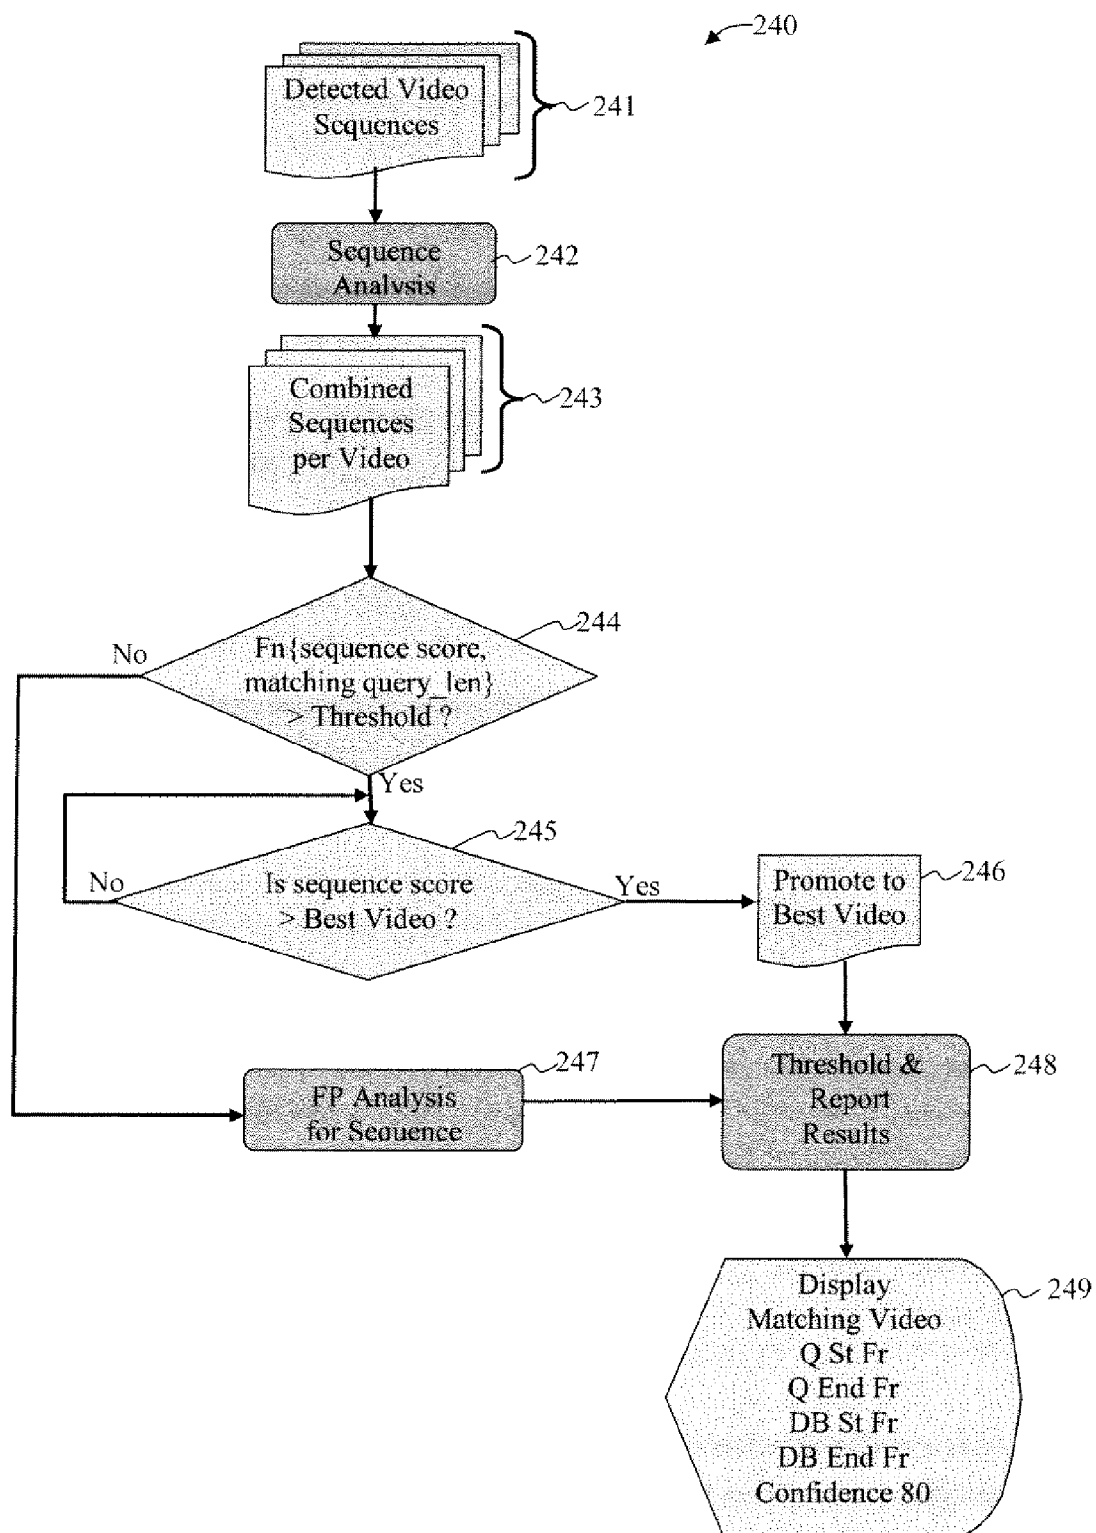 240
Detected Video
Sequences
241
Sequence
Analysis
242
Combined
Sequences
per Video
243
244
No
Fn{sequence score,
matching query_len}
> Threshold ?
Yes
245
No
Is sequence score
> Best Video ?
Yes
Promote to
Best Video
246
247
FP Analysis
for Sequence
Threshold &
Report
Results
248
Display
Matching Video
Q St Fr
Q End Fr
DB St Fr
DB End Fr
Confidence 80
249